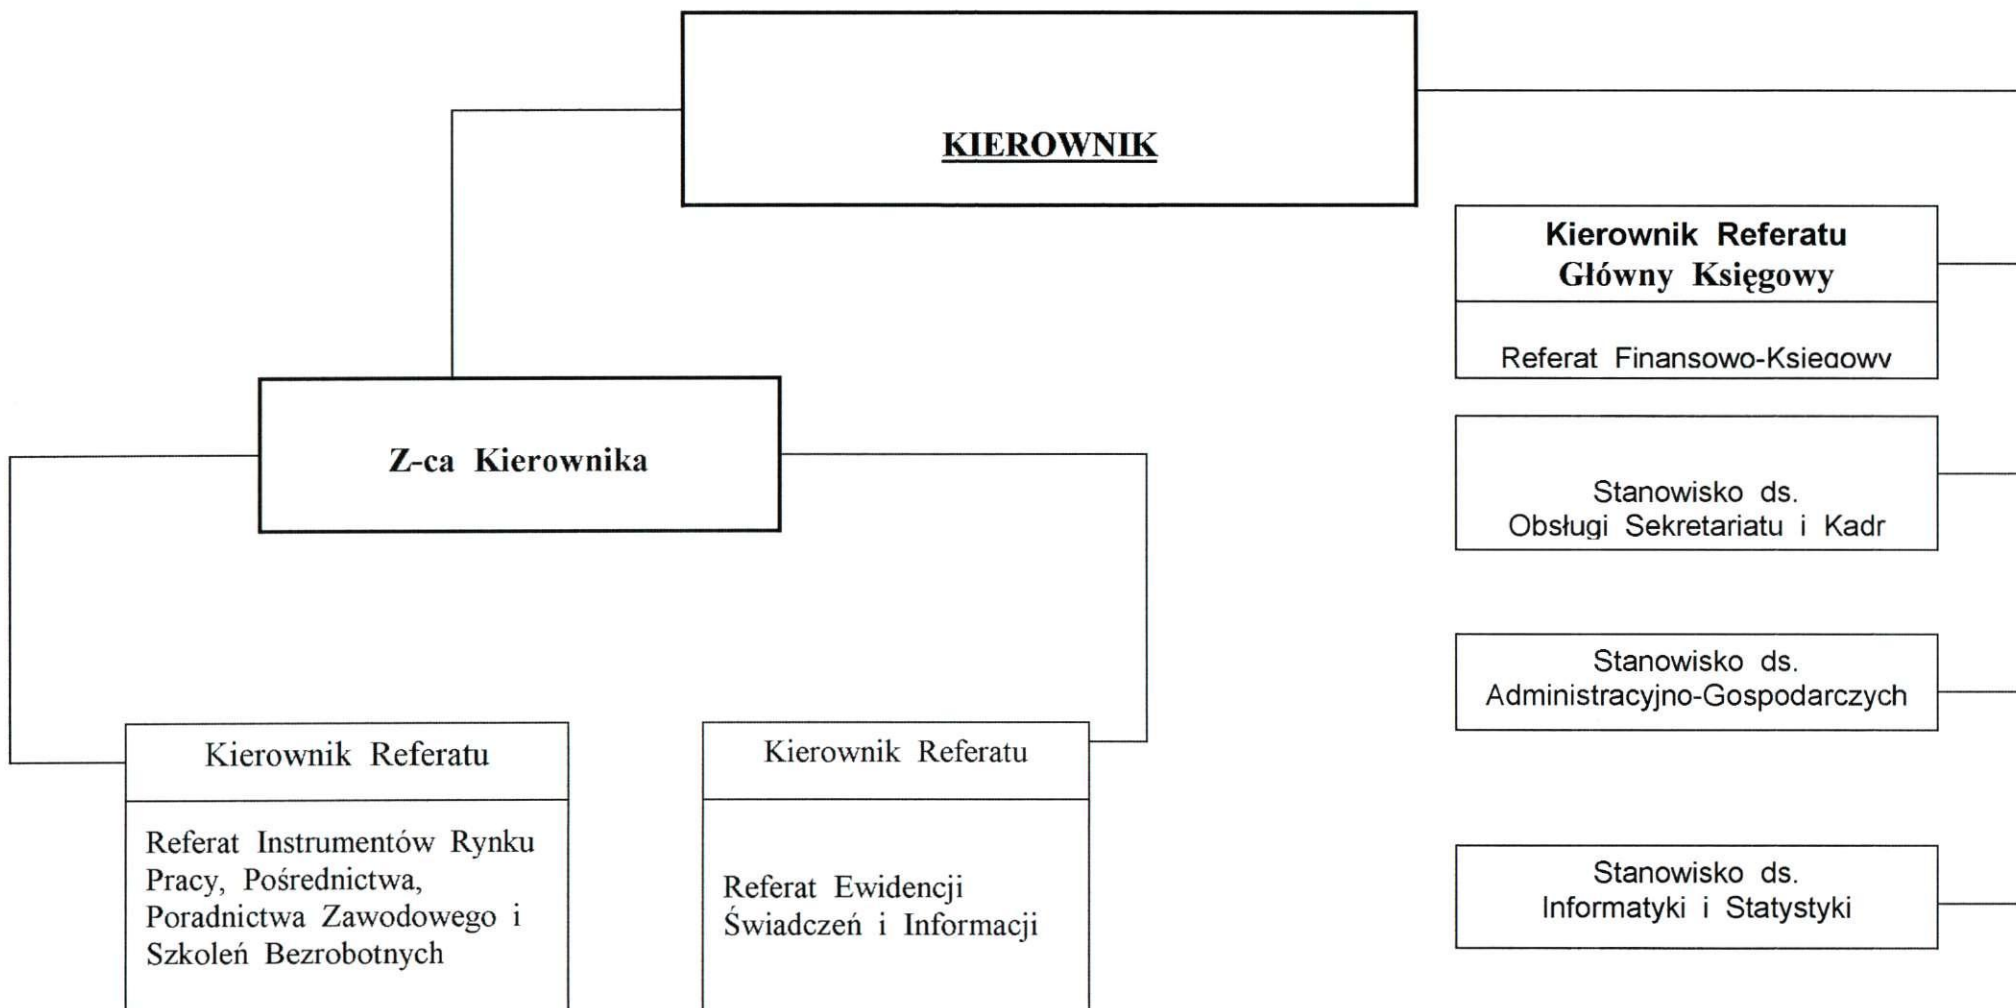 KIEROWNIK
Kierownik Referatu
Główny Księgowy
Referat Finansowo-Księgowy
Z-ca Kierownika
Stanowisko ds.
Obsługi Sekretariatu i Kadr
Stanowisko ds.
Administracyjno-Gospodarczych
Kierownik Referatu
Referat Instrumentów Rynku
Pracy, Pośrednictwa,
Poradnictwa Zawodowego i
Szkoleń Bezrobotnych
Kierownik Referatu
Referat Ewidencji
Świadczeń i Informacji
Stanowisko ds.
Informatyki i Statystyki